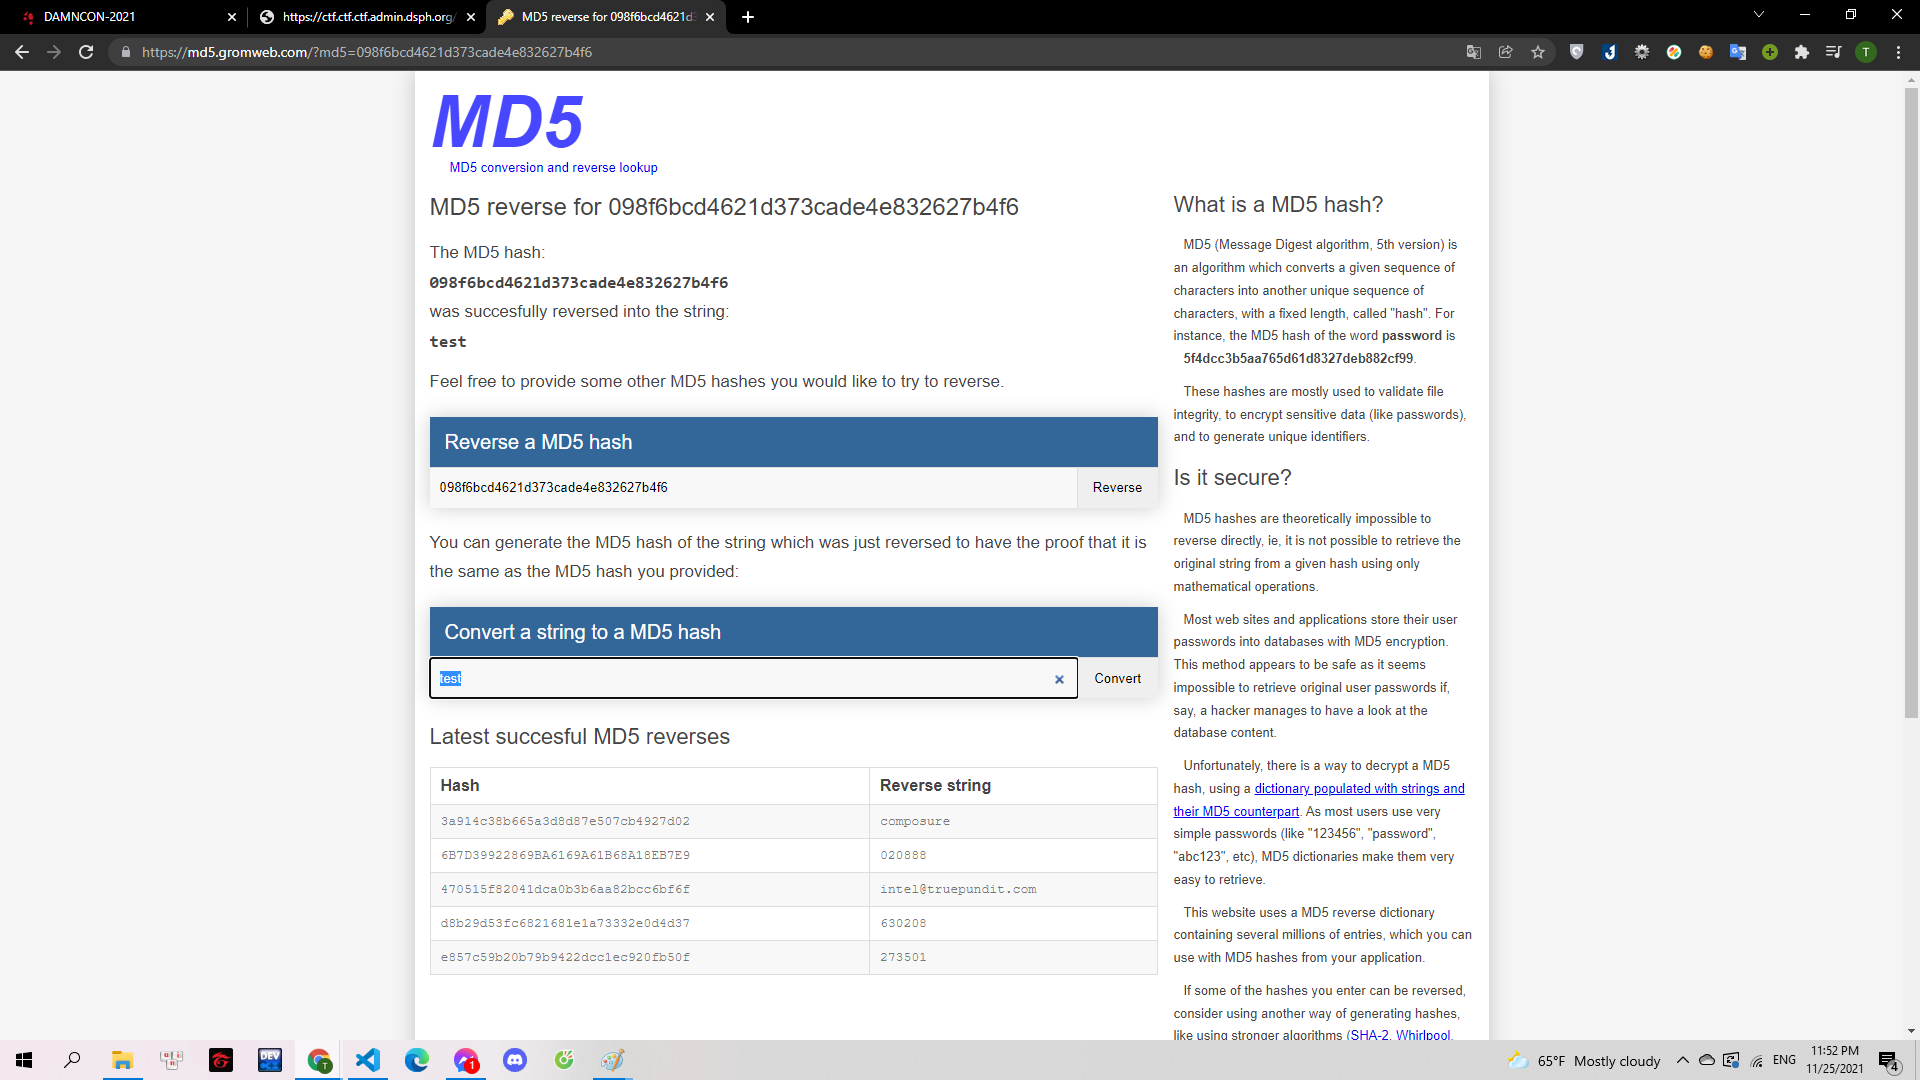 DAMNCON-2021
https://ctf.ctf.ctf.admin.dsph.org/
MD5 reverse for 098f6bcd4621d
https://md5.gromweb.com/?md5=098f6bcd4621d373cade4e832627b4f6
T
MD5
MD5 conversion and reverse lookup
MD5 reverse for 098f6bcd4621d373cade4e832627b4f6
The MD5 hash:
098f6bcd4621d373cade4e832627b4f6
was succesfully reversed into the string:
test
Feel free to provide some other MD5 hashes you would like to try to reverse.
Reverse a MD5 hash
098f6bcd4621d373cade4e832627b4f6
Reverse
You can generate the MD5 hash of the string which was just reversed to have the proof that it is
the same as the MD5 hash you provided:
Convert a string to a MD5 hash
test
Convert
Latest succesful MD5 reverses
Hash Reverse string
3a914c38b665a3d8d87e507cb4927d02 composure
6B7D39922869BA6169A61B68A18EB7E9 020888
470515f82041dca0b3b6aa82bcc6bf6f intel@truepundit.com
d8b29d53fc6821681e1a73332e0d4d37 630208
e857c59b20b79b9422dcc1ec920fb50f 273501
What is a MD5 hash?
MD5 (Message Digest algorithm, 5th version) is
an algorithm which converts a given sequence of
characters into another unique sequence of
characters, with a fixed length, called "hash". For
instance, the MD5 hash of the word password is
5f4dcc3b5aa765d61d8327deb882cf99.
These hashes are mostly used to validate file
integrity, to encrypt sensitive data (like passwords),
and to generate unique identifiers.
Is it secure?
MD5 hashes are theoretically impossible to
reverse directly, ie, it is not possible to retrieve the
original string from a given hash using only
mathematical operations.
Most web sites and applications store their user
passwords into databases with MD5 encryption.
This method appears to be safe as it seems
impossible to retrieve original user passwords if,
say, a hacker manages to have a look at the
database content.
Unfortunately, there is a way to decrypt a MD5
hash, using a dictionary populated with strings and
their MD5 counterpart. As most users use very
simple passwords (like "123456", "password",
"abc123", etc), MD5 dictionaries make them very
easy to retrieve.
This website uses a MD5 reverse dictionary
containing several millions of entries, which you can
use with MD5 hashes from your application.
If some of the hashes you enter can be reversed,
consider using another way of generating hashes,
like using stronger algorithms (SHA-2, Whirlpool,
DEV
T
1
65°F Mostly cloudy
ENG
11:52 PM
11/25/2021
4